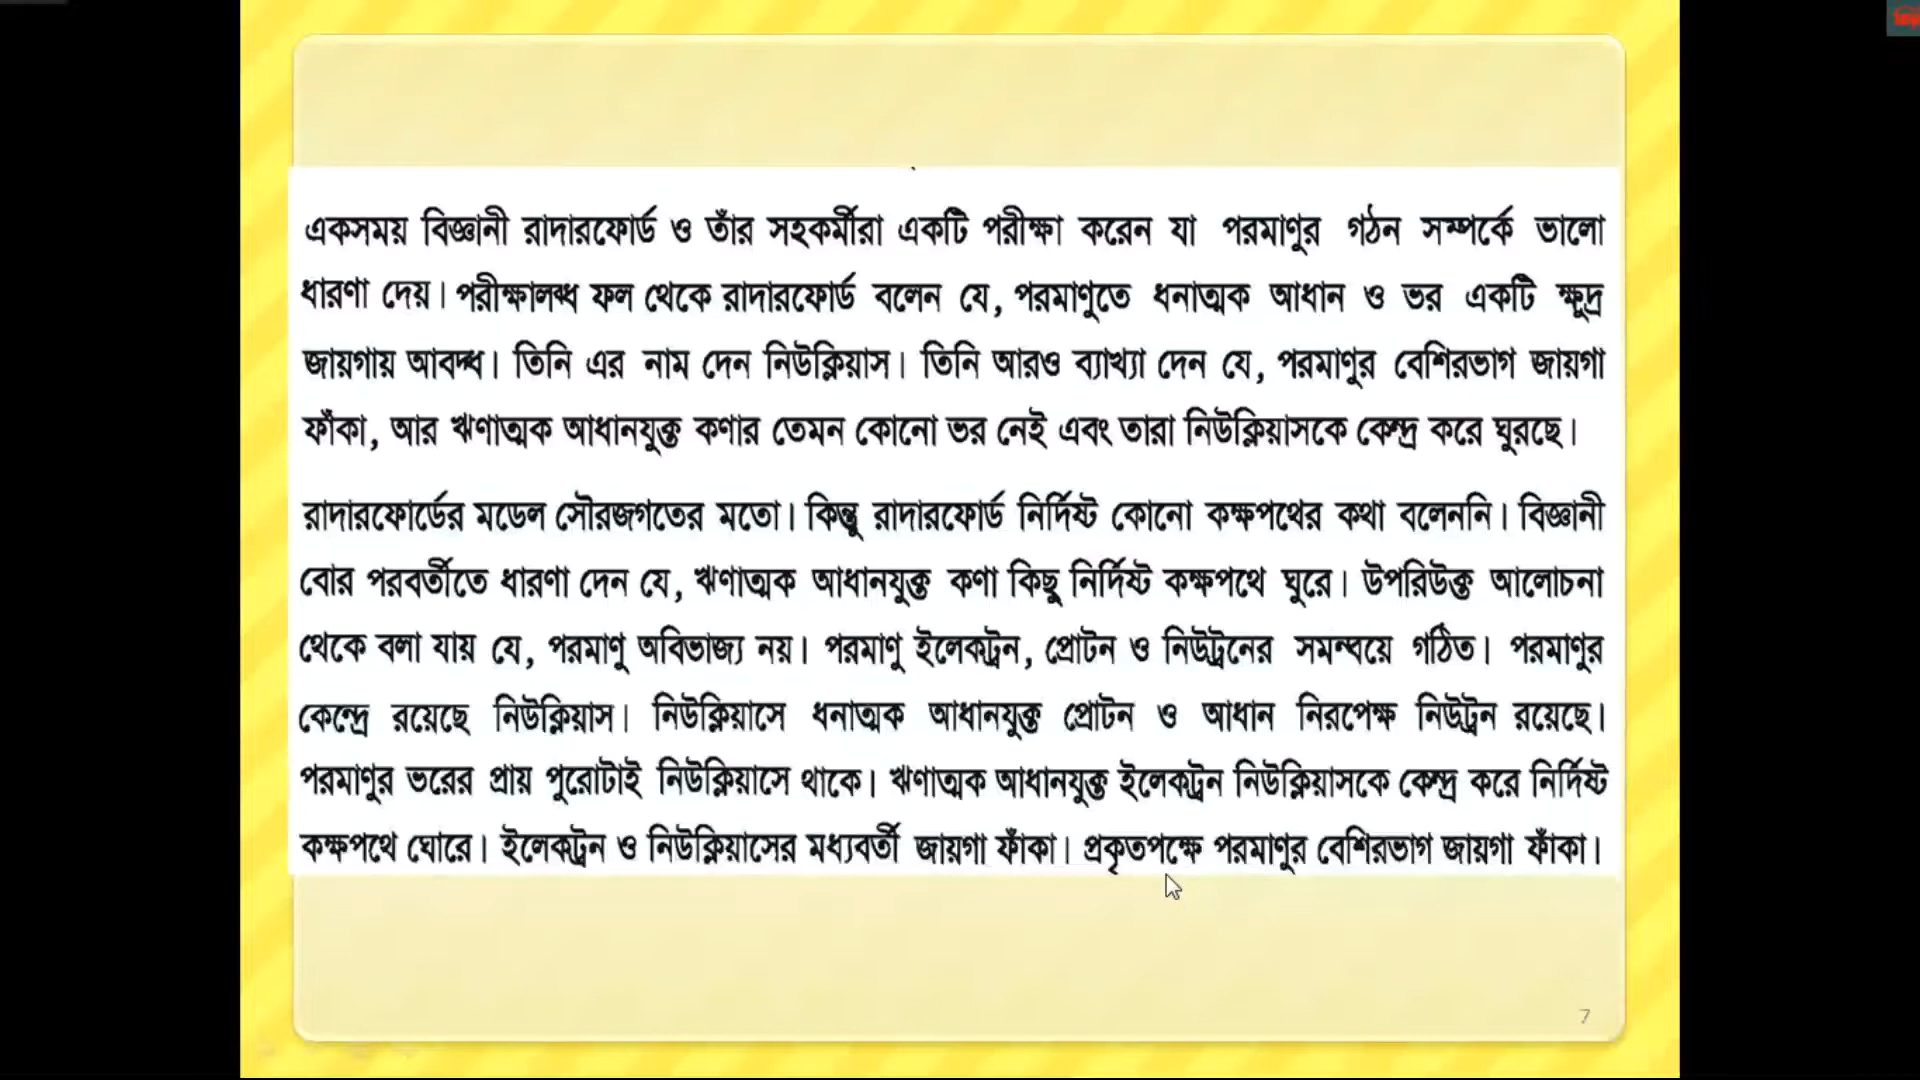 একসময় বিজ্ঞানী রাদারফোর্ড ও তাঁর সহকর্মীরা একটি পরীক্ষা করেন যা পরমাণুর গঠন সম্পর্কে ভালো
ধারণা দেয়। পরীক্ষালব্ধ ফল থেকে রাদারফোর্ড বলেন যে, পরমাণুতে ধনাত্মক আধান ও ভর একটি ক্ষুদ্র
জায়গায় আবদ্ধ। তিনি এর নাম দেন নিউক্লিয়াস। তিনি আরও ব্যাখ্যা দেন যে, পরমাণুর বেশিরভাগ জায়গা
ফাঁকা, আর ঋণাত্মক আধানযুক্ত কণার তেমন কোনো ভর নেই এবং তারা নিউক্লিয়াসকে কেন্দ্র করে ঘুরছে।
রাদারফোর্ডের মডেল সৌরজগতের মতো। কিন্তু রাদারফোর্ড নির্দিষ্ট কোনো কক্ষপথের কথা বলেননি। বিজ্ঞানী
বোর পরবর্তীতে ধারণা দেন যে, ঋণাত্মক আধানযুক্ত কণা কিছু নির্দিষ্ট কক্ষপথে ঘুরে। উপরিউক্ত আলোচনা
থেকে বলা যায় যে, পরমাণু অবিভাজ্য নয়। পরমাণু ইলেকট্রন, প্রোটন ও নিউট্রনের সমন্বয়ে গঠিত। পরমাণুর
কেন্দ্রে রয়েছে নিউক্লিয়াস। নিউক্লিয়াসে ধনাত্মক আধানযুক্ত প্রোটন ও আধান নিরপেক্ষ নিউট্রন রয়েছে।
পরমাণুর ভরের প্রায় পুরোটাই নিউক্লিয়াসে থাকে। ঋণাত্মক আধানযুক্ত ইলেকট্রন নিউক্লিয়াসকে কেন্দ্র করে নির্দিষ্ট
কক্ষপথে ঘোরে। ইলেকট্রন ও নিউক্লিয়াসের মধ্যবর্তী জায়গা ফাঁকা। প্রকৃতপক্ষে পরমাণুর বেশিরভাগ জায়গা ফাঁকা।
7